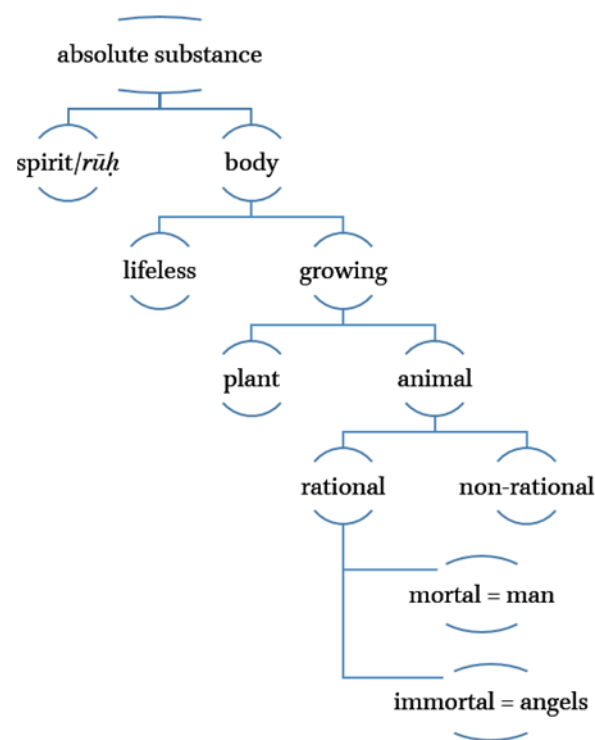 absolute substance
spirit/rūḥ
body
lifeless
growing
plant
animal
rational
non-rational
mortal = man
immortal = angels